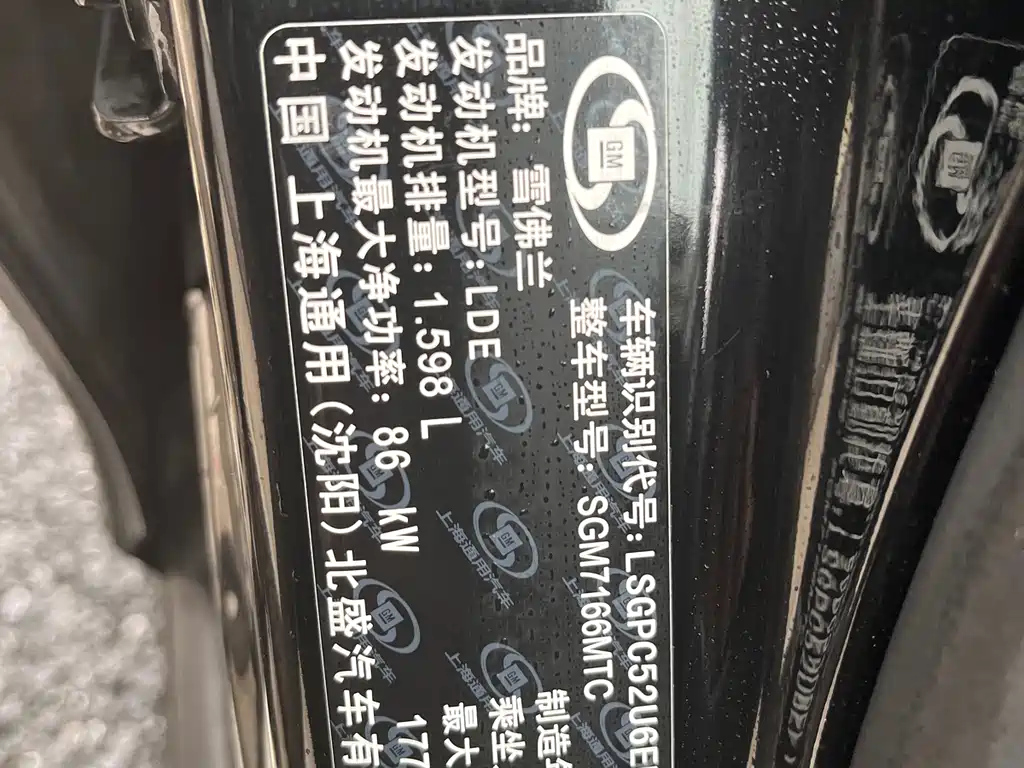 GM
车辆识别代号: LSGPC52U6E
整车型号: SGM7166MTC
品牌: 雪佛兰
制造
发动机型号: LDE
乘坐
发动机排量: 1.598 L
最大
发动机最大净功率: 86 kW
177
中国 上海通用 (沈阳) 北盛汽车有